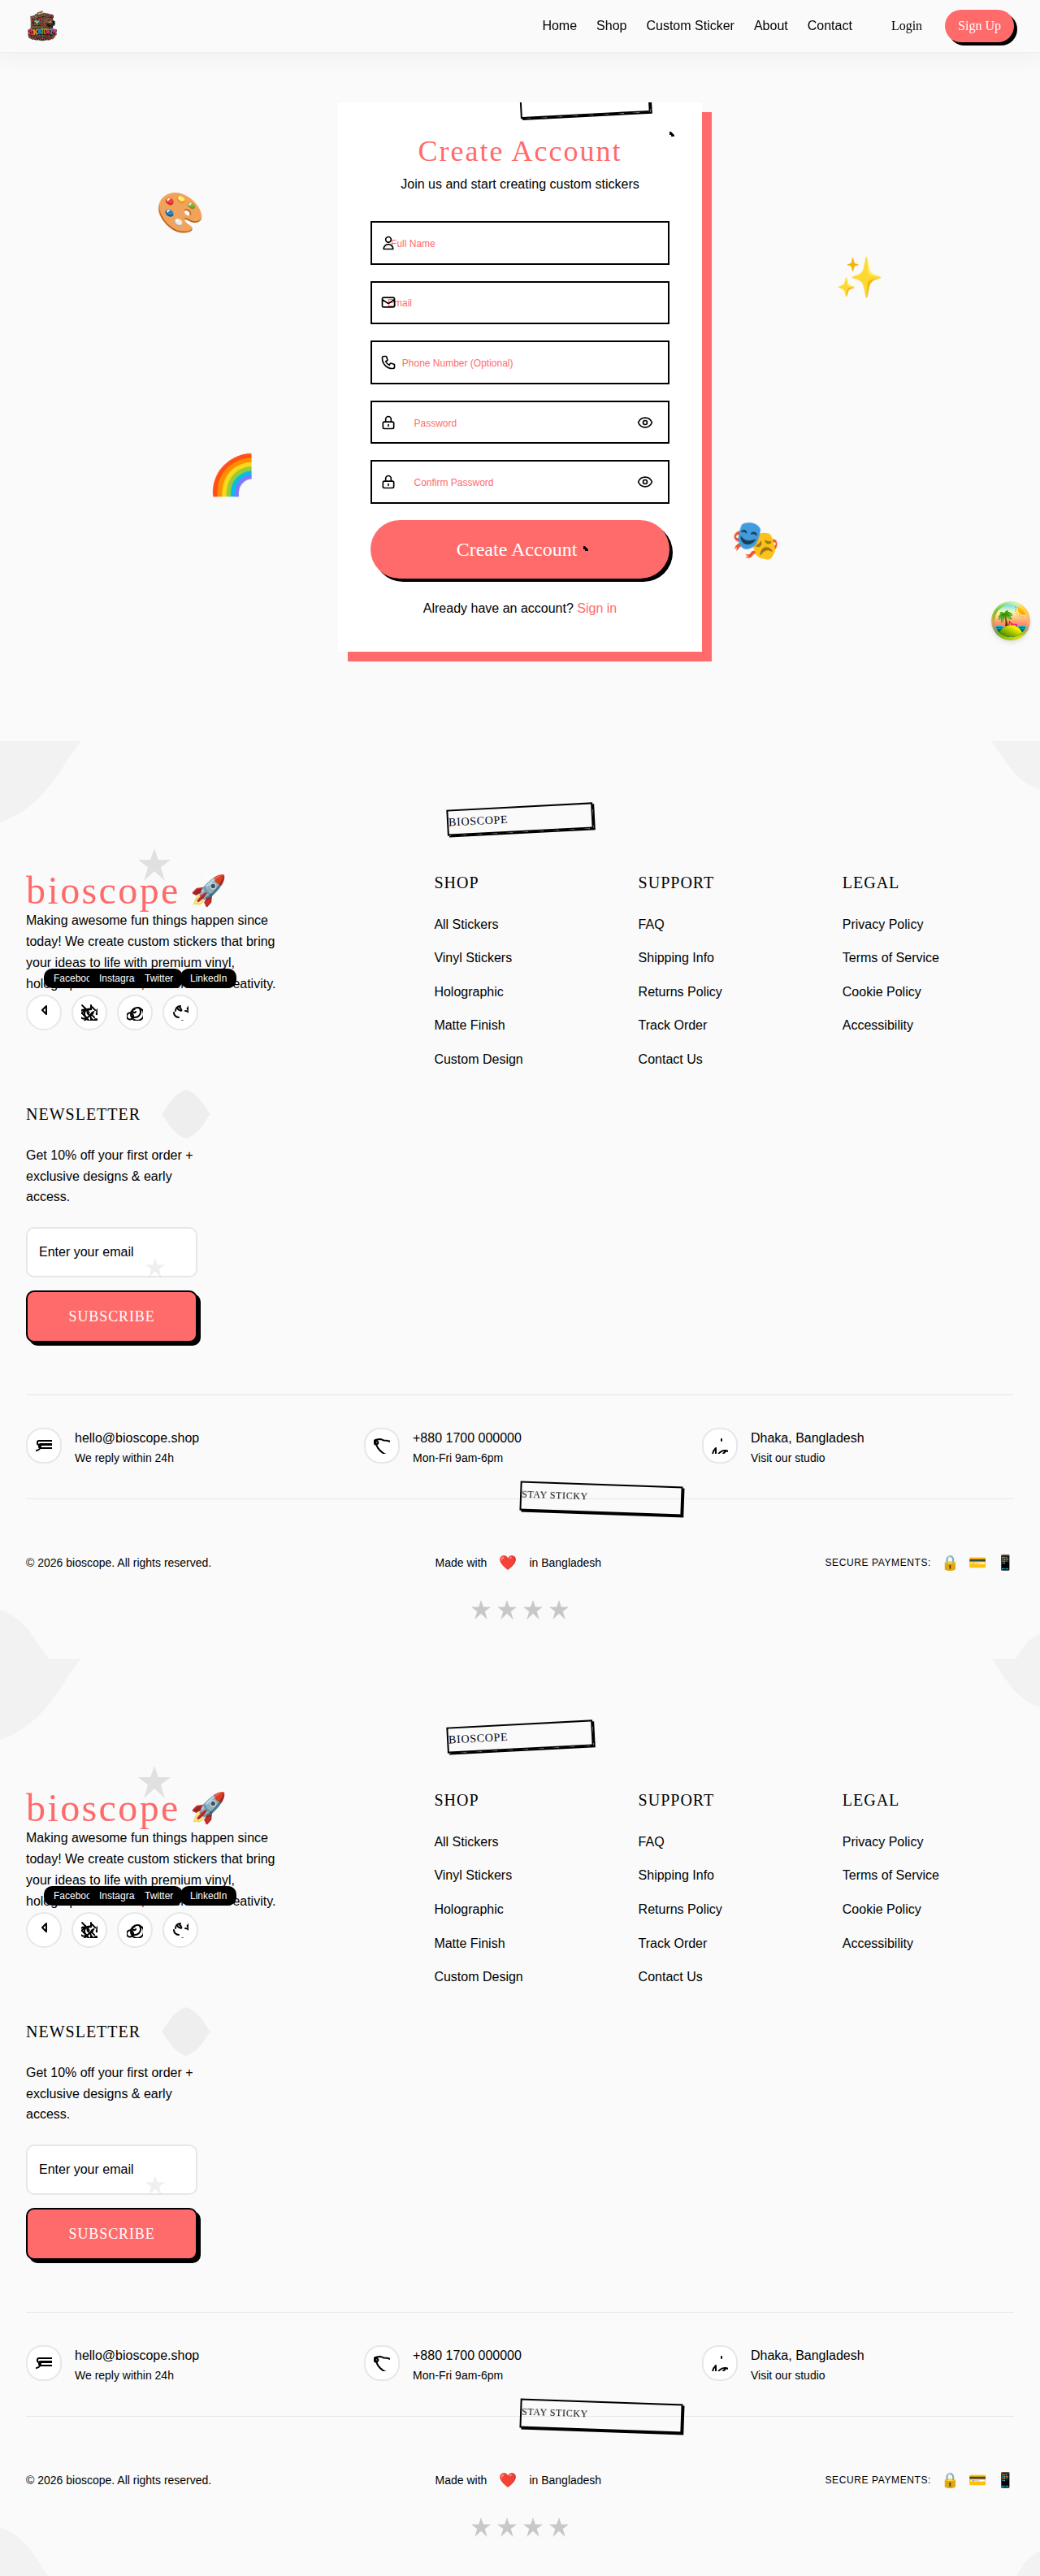 Home Shop Custom Sticker About Contact Login Sign Up
Create Account
Join us and start creating custom stickers
Full Name
Email
Phone Number (Optional)
Password
Confirm Password
Create Account
Already have an account? Sign in
BIOSCOPE
bioscope 🚀
Making awesome fun things happen since
today! We create custom stickers that bring
your ideas to life with premium vinyl,
Facebook Instagram Twitter LinkedIn
SHOP
All Stickers
Vinyl Stickers
Holographic
Matte Finish
Custom Design
SUPPORT
FAQ
Shipping Info
Returns Policy
Track Order
Contact Us
LEGAL
Privacy Policy
Terms of Service
Cookie Policy
Accessibility
NEWSLETTER
Get 10% off your first order +
exclusive designs & early
access.
Enter your email
SUBSCRIBE
hello@bioscope.shop
We reply within 24h
+880 1700 000000
Mon-Fri 9am-6pm
Dhaka, Bangladesh
Visit our studio
STAY STICKY
© 2026 bioscope. All rights reserved.
Made with ❤️ in Bangladesh
SECURE PAYMENTS: 🔒 💳 📱
★ ★ ★ ★
BIOSCOPE
bioscope 🚀
Making awesome fun things happen since
today! We create custom stickers that bring
your ideas to life with premium vinyl,
Facebook Instagram Twitter LinkedIn
SHOP
All Stickers
Vinyl Stickers
Holographic
Matte Finish
Custom Design
SUPPORT
FAQ
Shipping Info
Returns Policy
Track Order
Contact Us
LEGAL
Privacy Policy
Terms of Service
Cookie Policy
Accessibility
NEWSLETTER
Get 10% off your first order +
exclusive designs & early
access.
Enter your email
SUBSCRIBE
hello@bioscope.shop
We reply within 24h
+880 1700 000000
Mon-Fri 9am-6pm
Dhaka, Bangladesh
Visit our studio
STAY STICKY
© 2026 bioscope. All rights reserved.
Made with ❤️ in Bangladesh
SECURE PAYMENTS: 🔒 💳 📱
★ ★ ★ ★